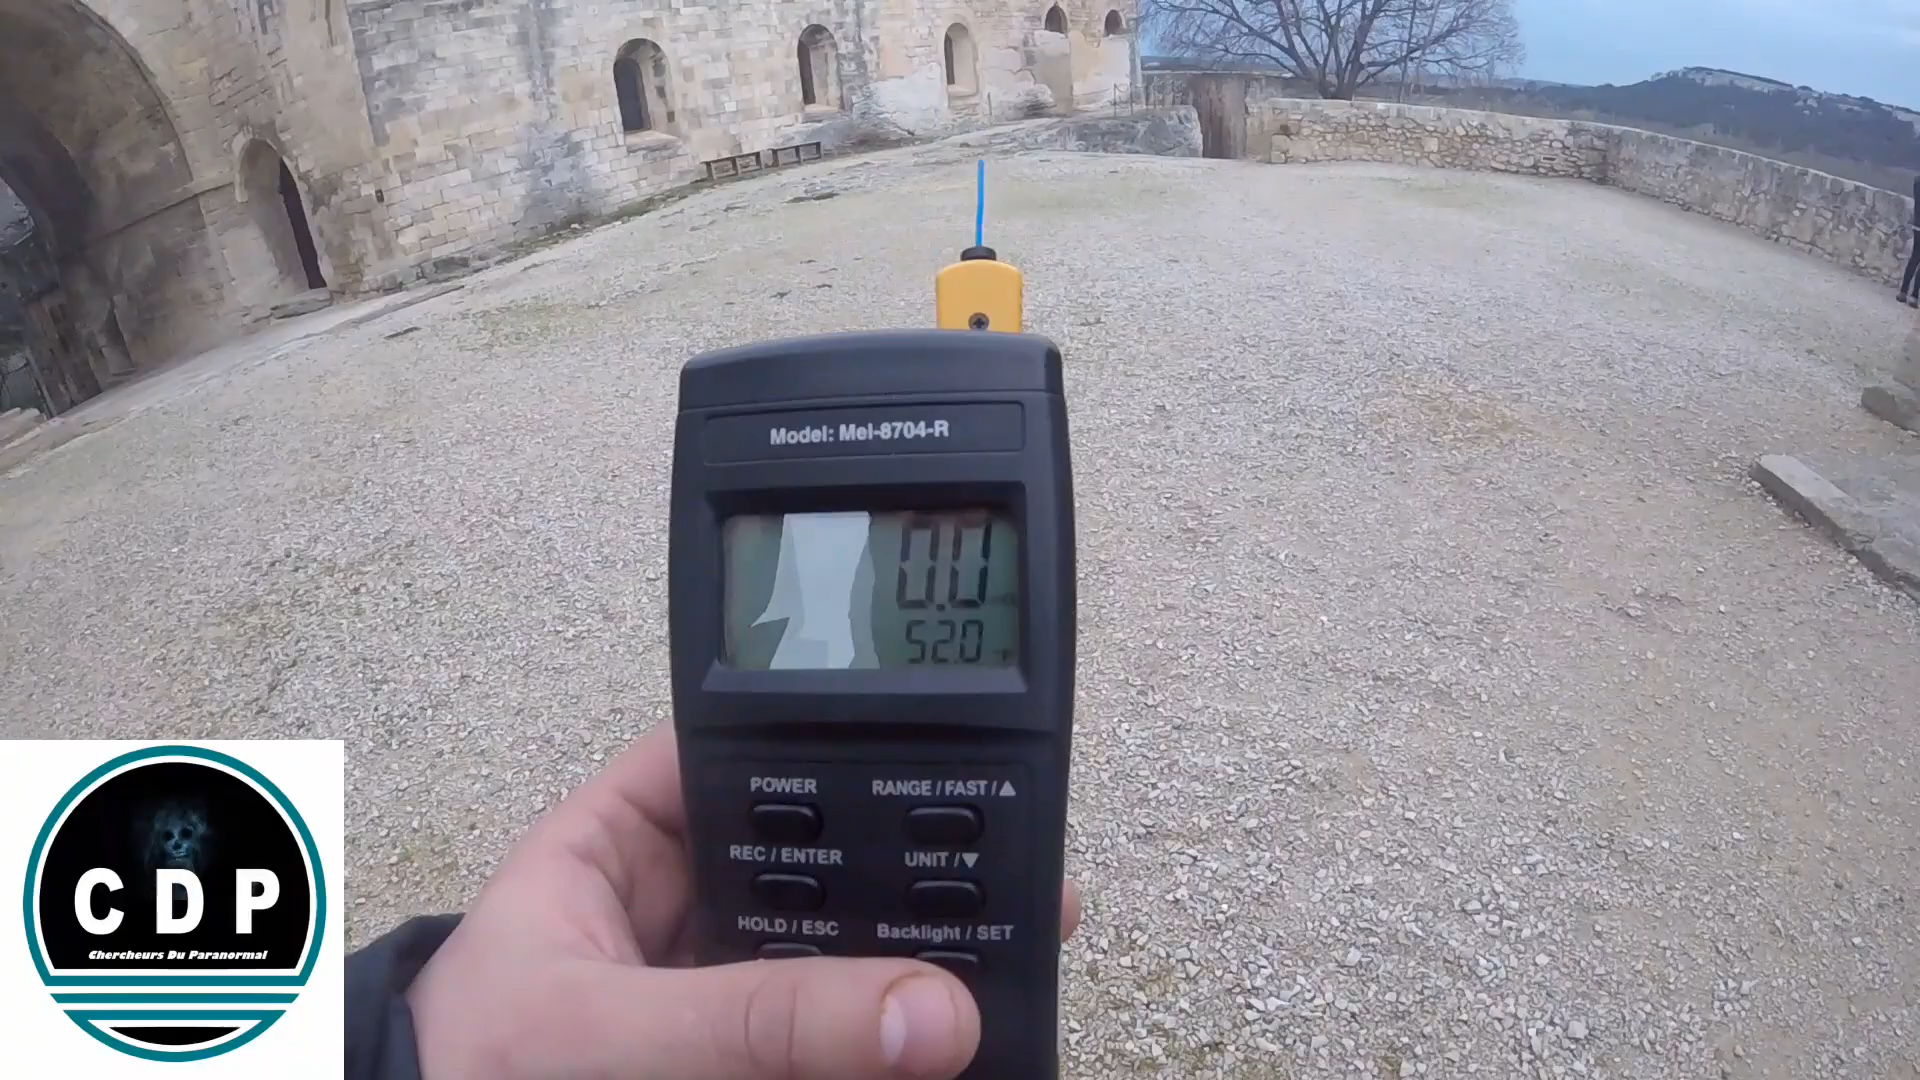 Model: Mel-8704-R
0.0
52.0
POWER
RANGE / FAST / ▲
REC / ENTER
UNIT / ▼
HOLD / ESC
Backlight / SET
C D P
Chercheurs Du Paranormal